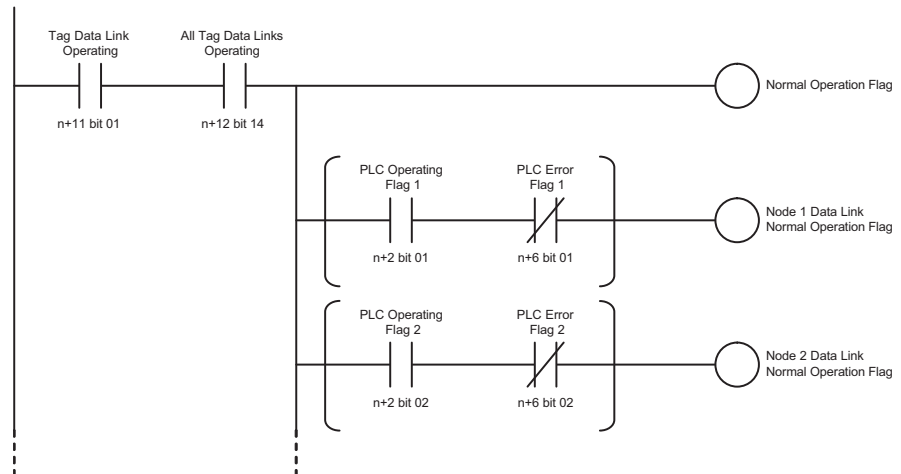 Tag Data Link
Operating
All Tag Data Links
Operating
Normal Operation Flag
n+11 bit 01
n+12 bit 14
PLC Operating
Flag 1
PLC Error
Flag 1
Node 1 Data Link
Normal Operation Flag
n+2 bit 01
n+6 bit 01
PLC Operating
Flag 2
PLC Error
Flag 2
Node 2 Data Link
Normal Operation Flag
n+2 bit 02
n+6 bit 02